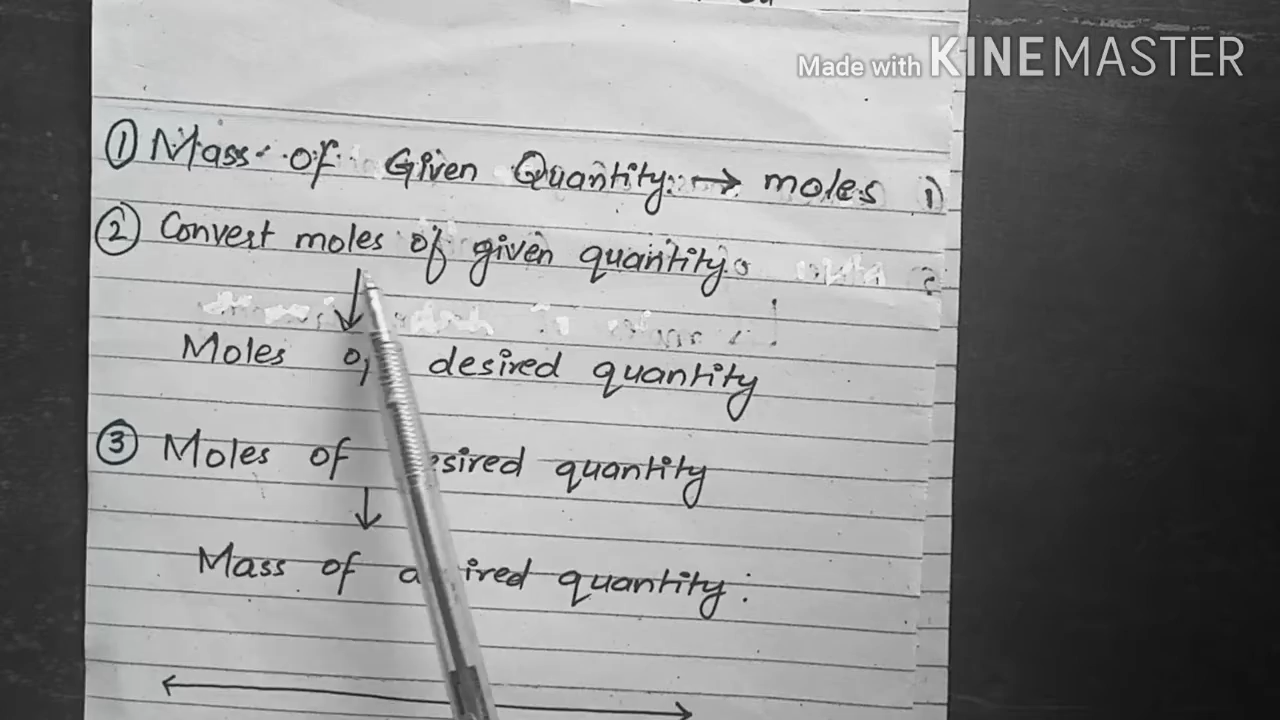 Made with KINEMASTER
① Mass of Given Quantity → moles
② Convert moles of given quantity
↓
Moles desired quantity
③ Moles of quantity
↓
Mass of quantity: